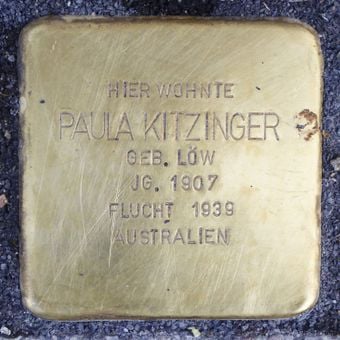 HIER WOHNTE
PAULA KITZINGER
GEB. LÖW
JG. 1907
FLUCHT 1939
AUSTRALIEN